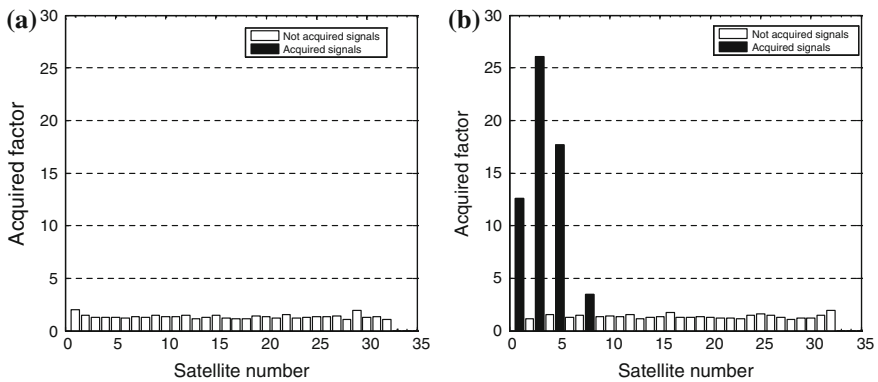 (a)
30
25
20
15
10
5
0
Acquired factor
Not acquired signals
Acquired signals
0 5 10 15 20 25 30 35
Satellite number
(b)
30
25
20
15
10
5
0
Acquired factor
Not acquired signals
Acquired signals
0 5 10 15 20 25 30 35
Satellite number